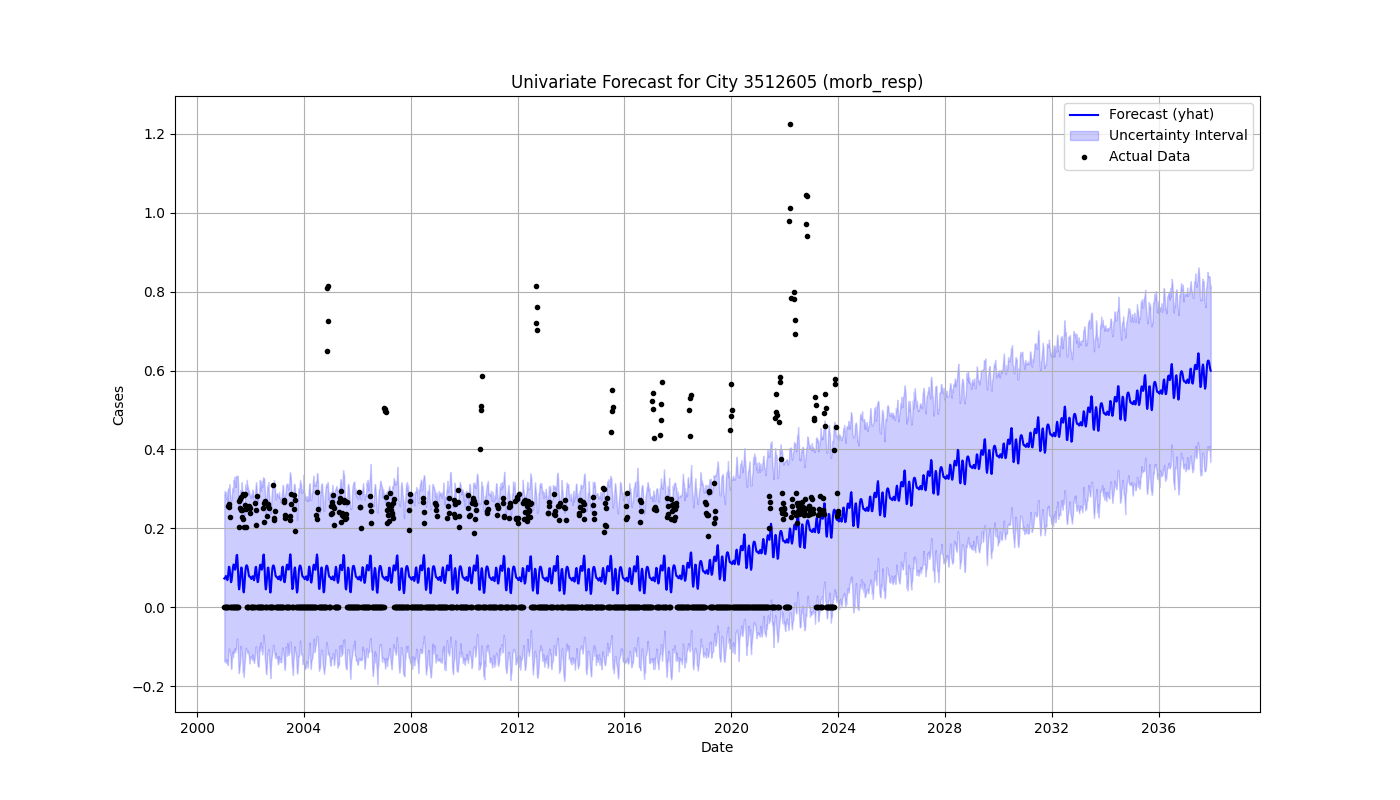 Univariate Forecast for City 3512605 (morb_resp)
Forecast (yhat)
Uncertainty Interval
Actual Data
Cases
1.2
1.0
0.8
0.6
0.4
0.2
0.0
−0.2
2000 2004 2008 2012 2016 2020 2024 2028 2032 2036
Date